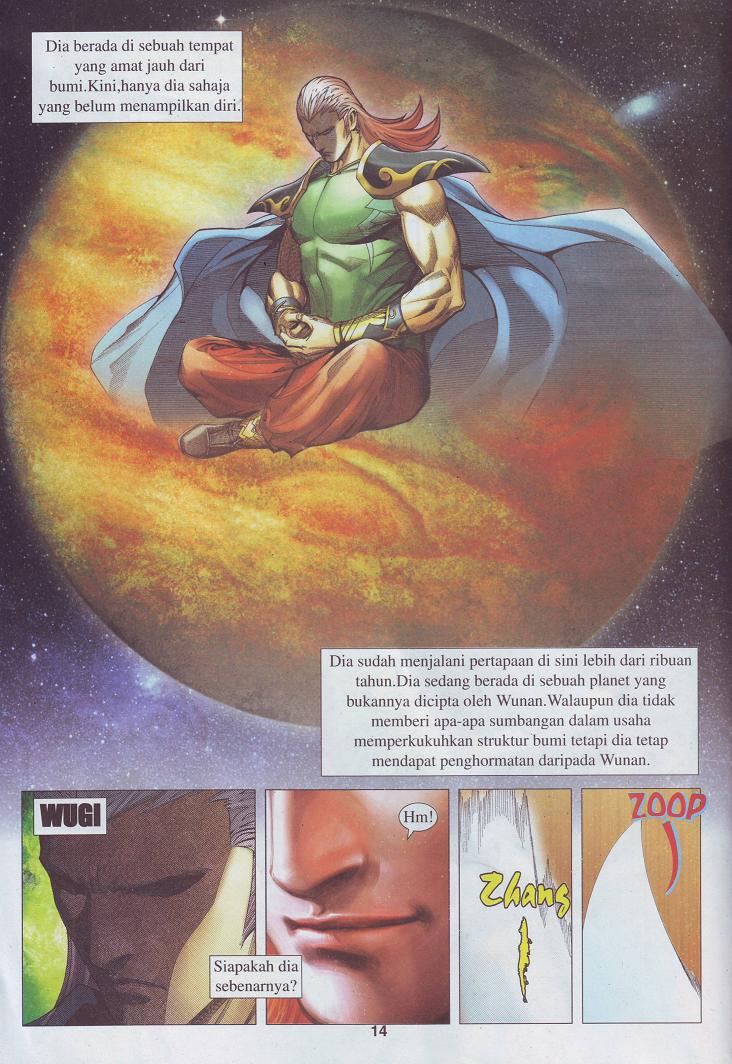 Dia berada di sebuah tempat
yang amat jauh dari
bumi.Kini,hanya dia sahaja
yang belum menampilkan diri.
Dia sudah menjalani pertapaan di sini lebih dari ribuan
tahun.Dia sedang berada di sebuah planet yang
bukannya dicipta oleh Wunan.Walaupun dia tidak
memberi apa-apa sumbangan dalam usaha
memperkukuhkan struktur bumi tetapi dia tetap
mendapat penghormatan daripada Wunan.
WUGI
Siapakah dia
sebenarnya?
Hm!
Zhang
ZOOP
14